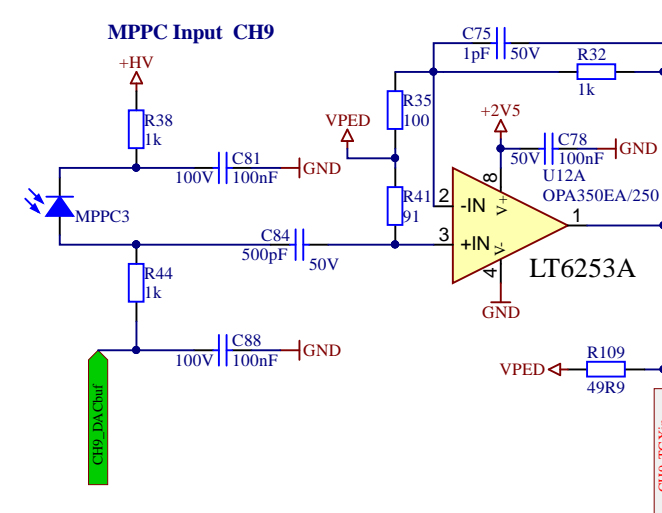 MPPC Input CH9
+HV
R38
1k
C81
100V
100nF
GND
MPPC3
C84
500pF
50V
R44
1k
C88
100V
100nF
GND
CH9_DACbuf
VPED
R35
100
R41
91
C75
1pF
50V
R32
1k
+2V5
C78
50V
100nF
GND
U12A
OPA350EA/250
2
-IN
3
+IN
8
V+
V-
4
1
LT6253A
GND
VPED
R109
49R9